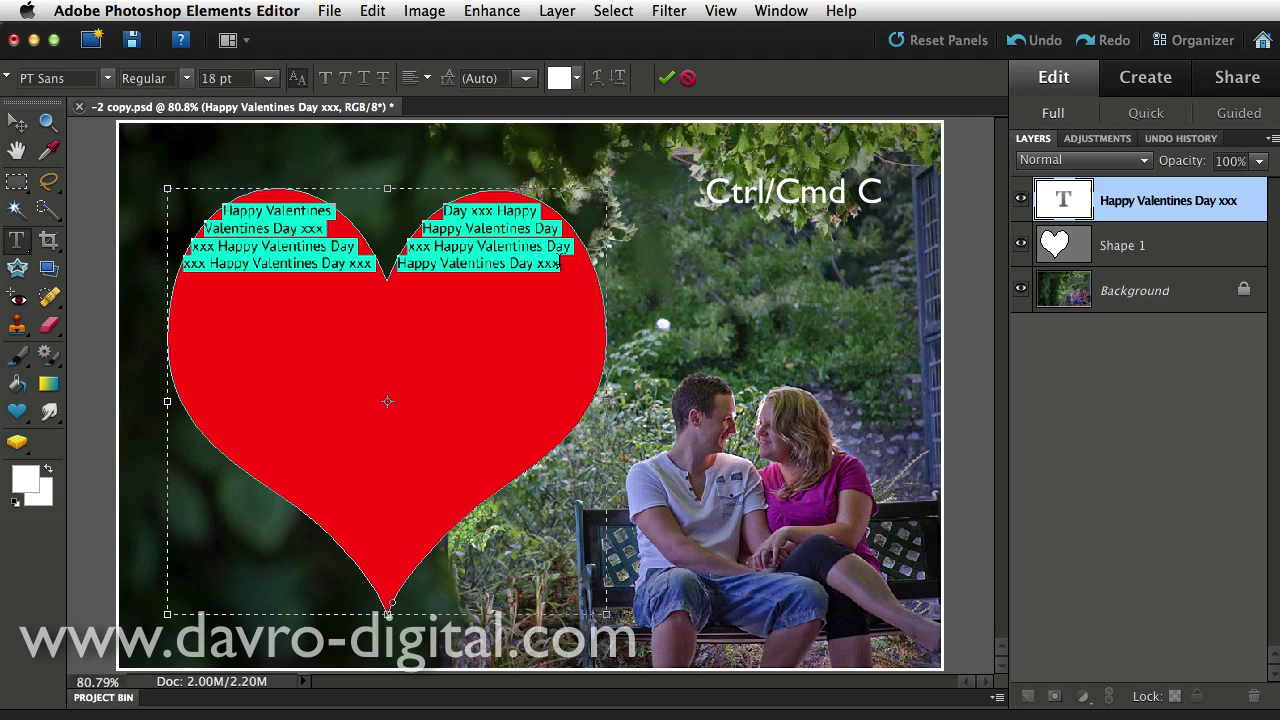 Adobe Photoshop Elements Editor File Edit Image Enhance Layer Select Filter View Window Help
? Reset Panels Undo Redo Organizer
PT Sans Regular 18 pt AA T T T T (Auto) T
Edit Create Share
-2 copy.psd @ 80.8% (Happy Valentines Day xxx, RGB/8*) *
Full Quick Guided
LAYERS ADJUSTMENTS UNDO HISTORY
Normal Opacity: 100%
Ctrl/Cmd C
T Happy Valentines Day xxx
Shape 1
Background
Happy Valentines Day xxx Happy
Valentines Day xxx Happy Valentines Day
xxx Happy Valentines Day xxx Happy Valentines Day
xxx Happy Valentines Day xxx Happy Valentines Day xxx
www.davro-digital.com
80.79% Doc: 2.00M/2.20M
Lock:
PROJECT BIN